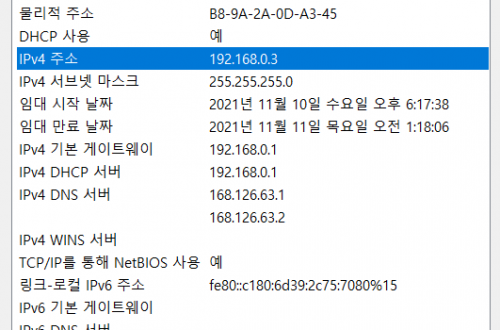 물리적 주소 B8-9A-2A-0D-A3-45
DHCP 사용 예
IPv4 주소 192.168.0.3
IPv4 서브넷 마스크 255.255.255.0
임대 시작 날짜 2021년 11월 10일 수요일 오후 6:17:38
임대 만료 날짜 2021년 11월 11일 목요일 오전 1:18:06
IPv4 기본 게이트웨이 192.168.0.1
IPv4 DHCP 서버 192.168.0.1
IPv4 DNS 서버 168.126.63.1
168.126.63.2
IPv4 WINS 서버
TCP/IP를 통해 NetBIOS 사용 예
링크-로컬 IPv6 주소 fe80::c180:6d39:2c75:7080%15
IPv6 기본 게이트웨이
IPv6 DNS 서버